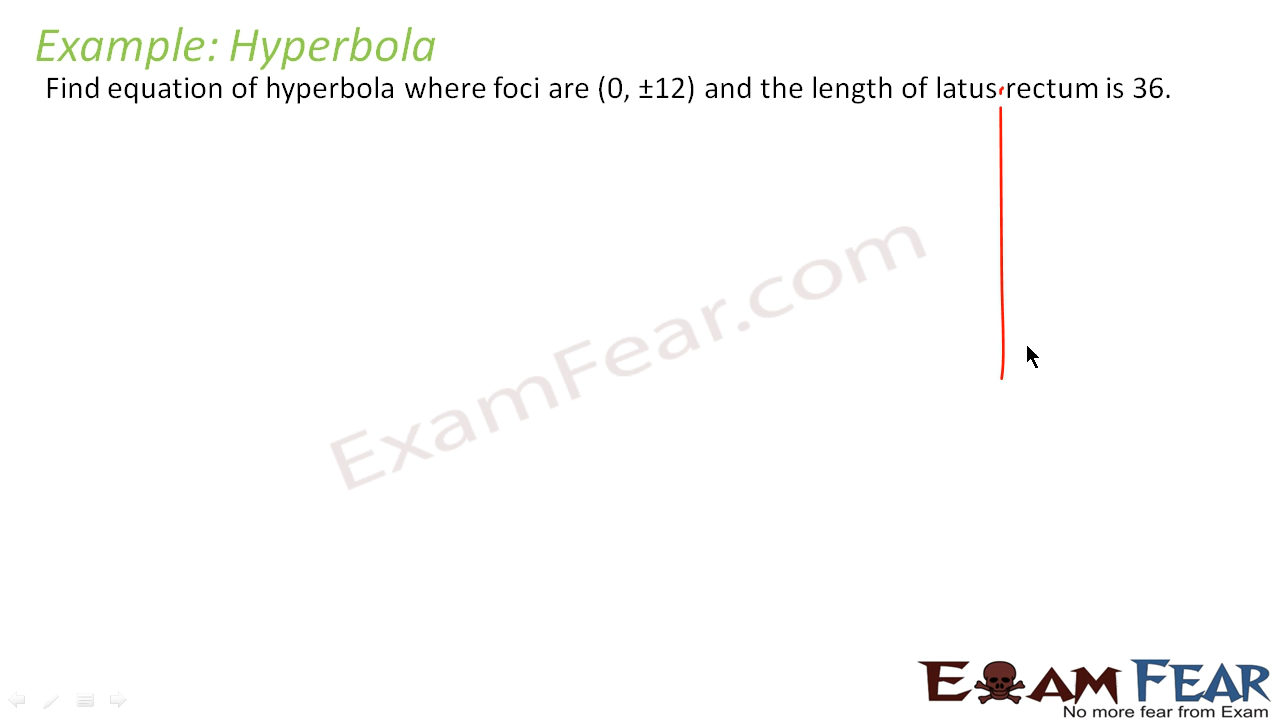 Example: Hyperbola
Find equation of hyperbola where foci are (0, ±12) and the length of latus rectum is 36.
ExamFear.com
EXAM FEAR
No more fear from Exam